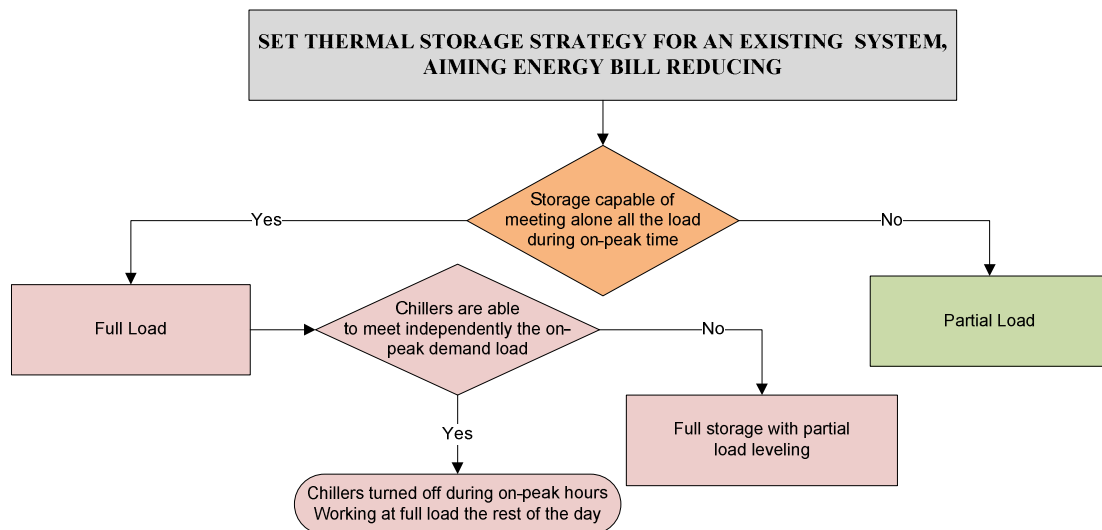 SET THERMAL STORAGE STRATEGY FOR AN EXISTING SYSTEM,
AIMING ENERGY BILL REDUCING
Storage capable of
meeting alone all the load
during on-peak time
Yes
No
Full Load
Chillers are able
to meet independently the on-
peak demand load
No
Partial Load
Yes
Full storage with partial
load leveling
Chillers turned off during on-peak hours
Working at full load the rest of the day